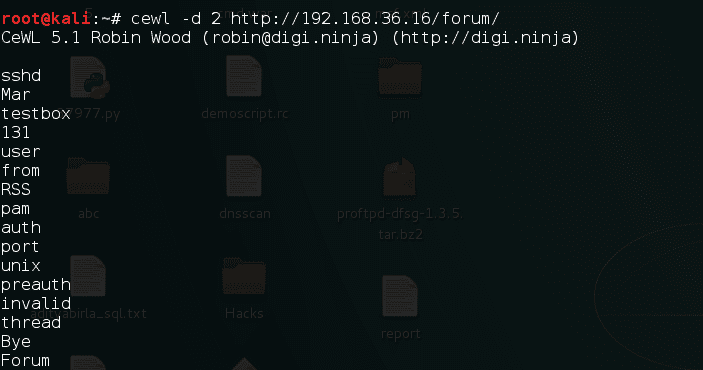 root@kali:~# cewl -d 2 http://192.168.36.16/forum/
CeWL 5.1 Robin Wood (robin@digi.ninja) (http://digi.ninja)
sshd
Mar
testbox
7977.py
demoscript.rc
pm
131
user
from
RSS
pam
auth
abc
dnsscan
proftpd-dfsg-1.3.5.
tar.bz2
port
unix
preauth
invalid
adityabirla_sql.txt
Hacks
report
thread
Bye
Forum